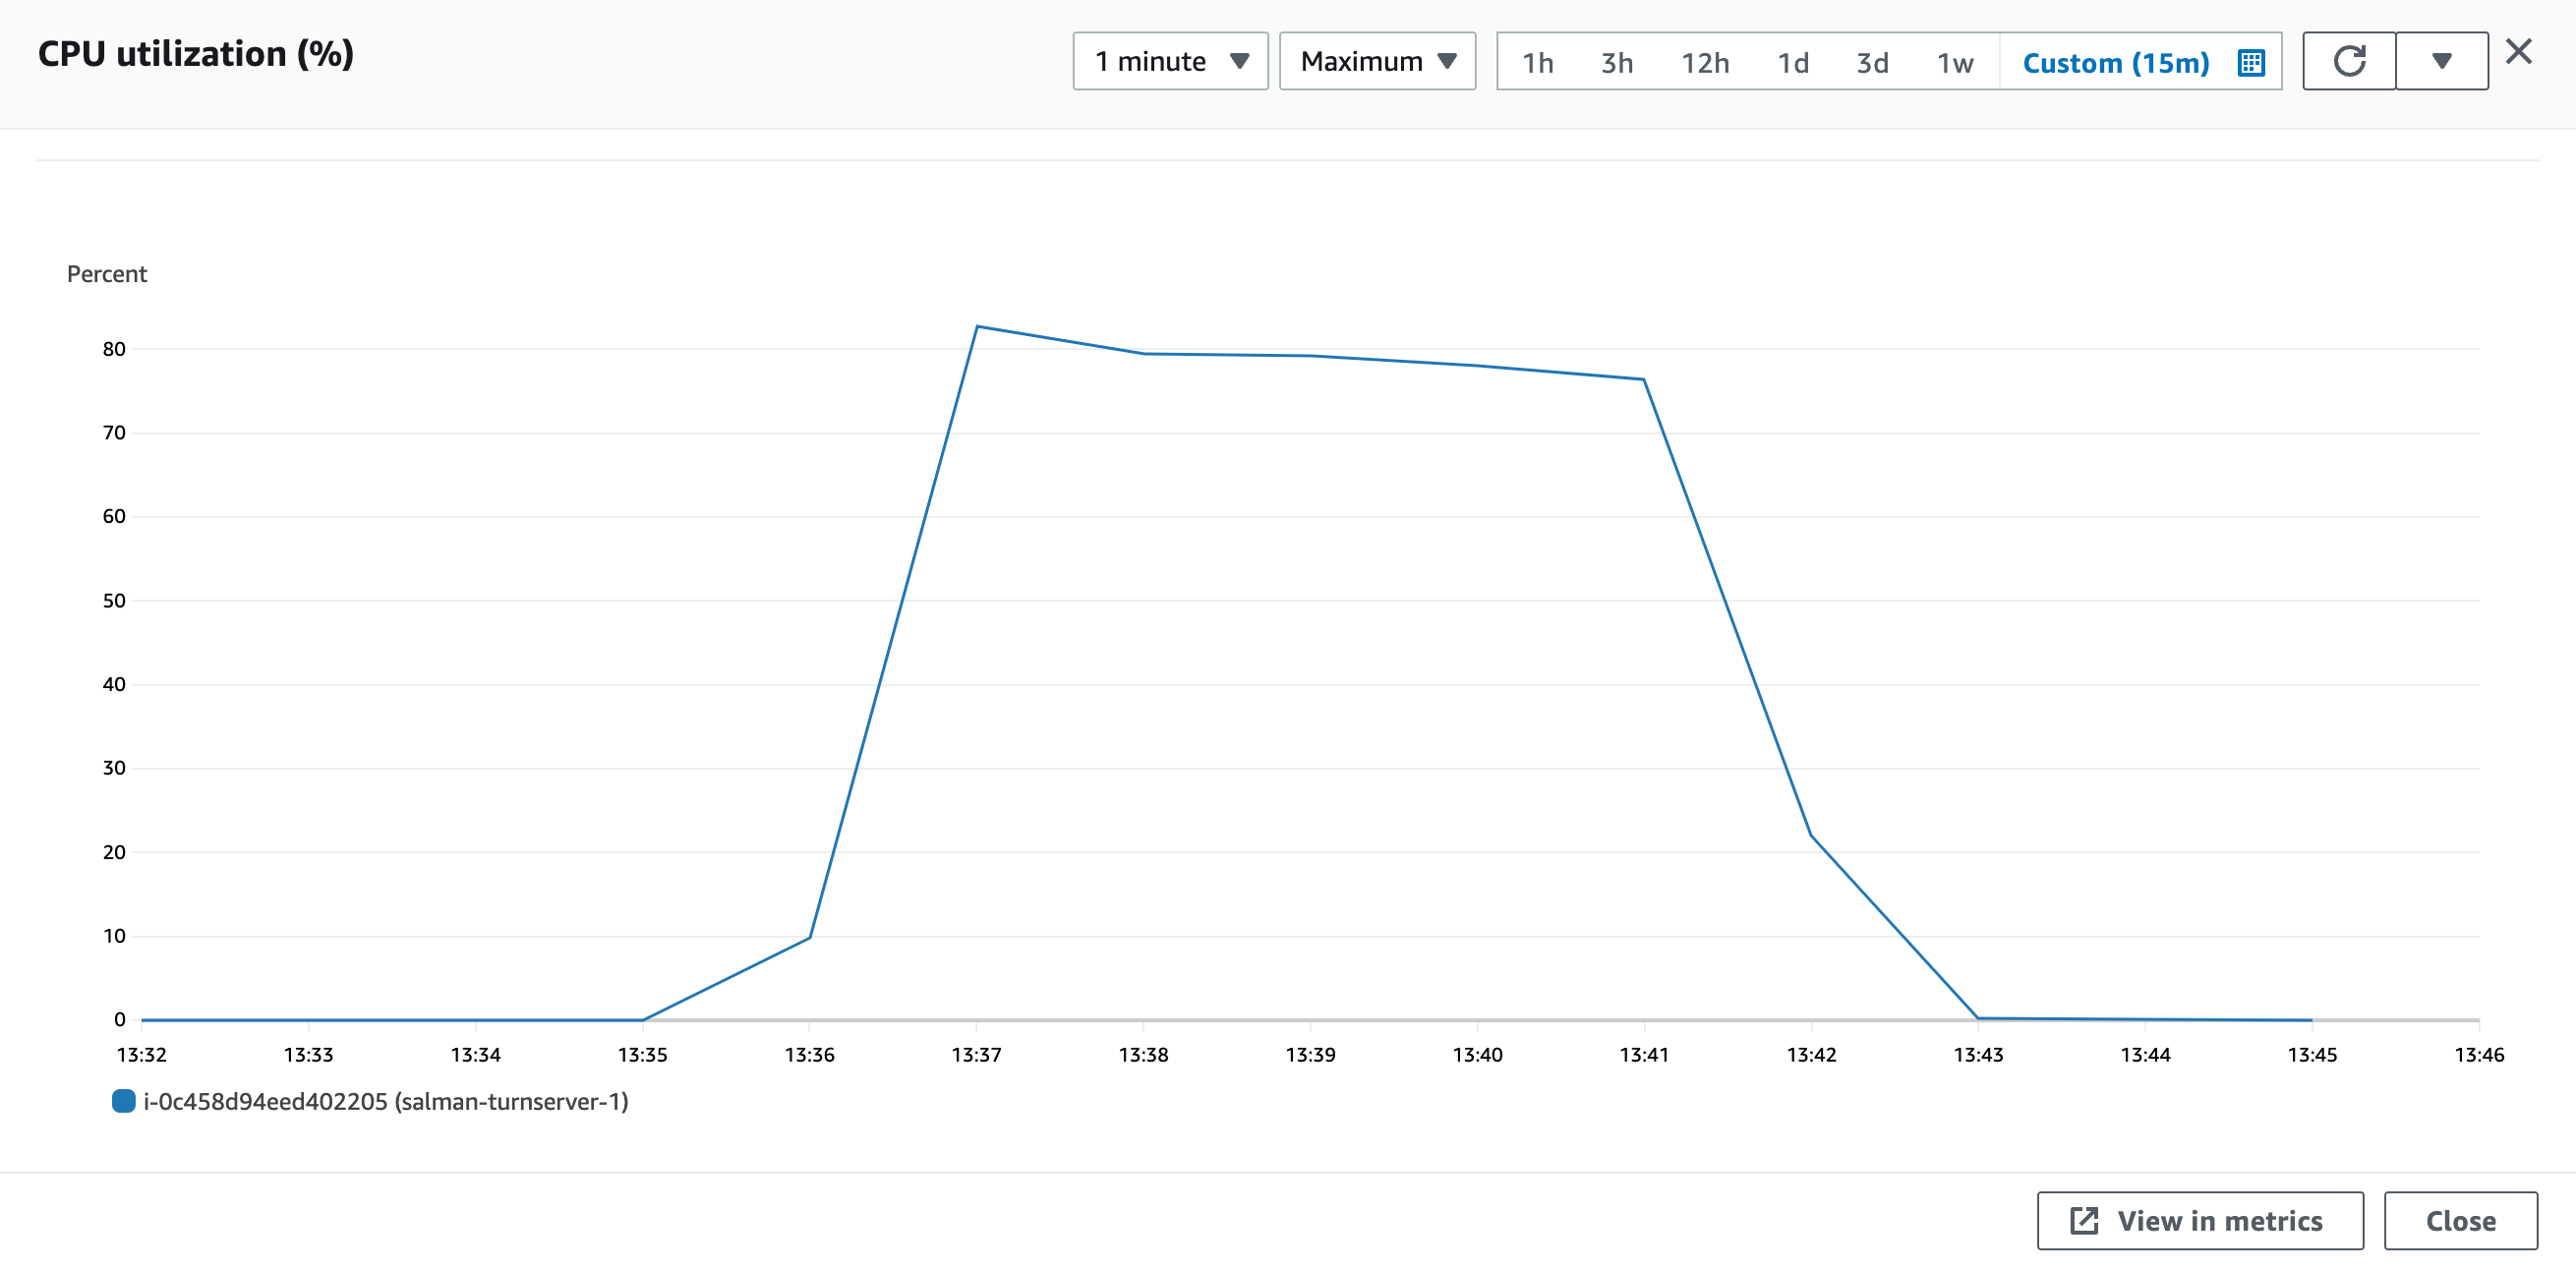 CPU utilization (%)
1 minute
Maximum
1h 3h 12h 1d 3d 1w Custom (15m)
Percent
80
70
60
50
40
30
20
10
0
13:32 13:33 13:34 13:35 13:36 13:37 13:38 13:39 13:40 13:41 13:42 13:43 13:44 13:45 13:46
i-0c458d94eed402205 (salman-turnserver-1)
View in metrics
Close